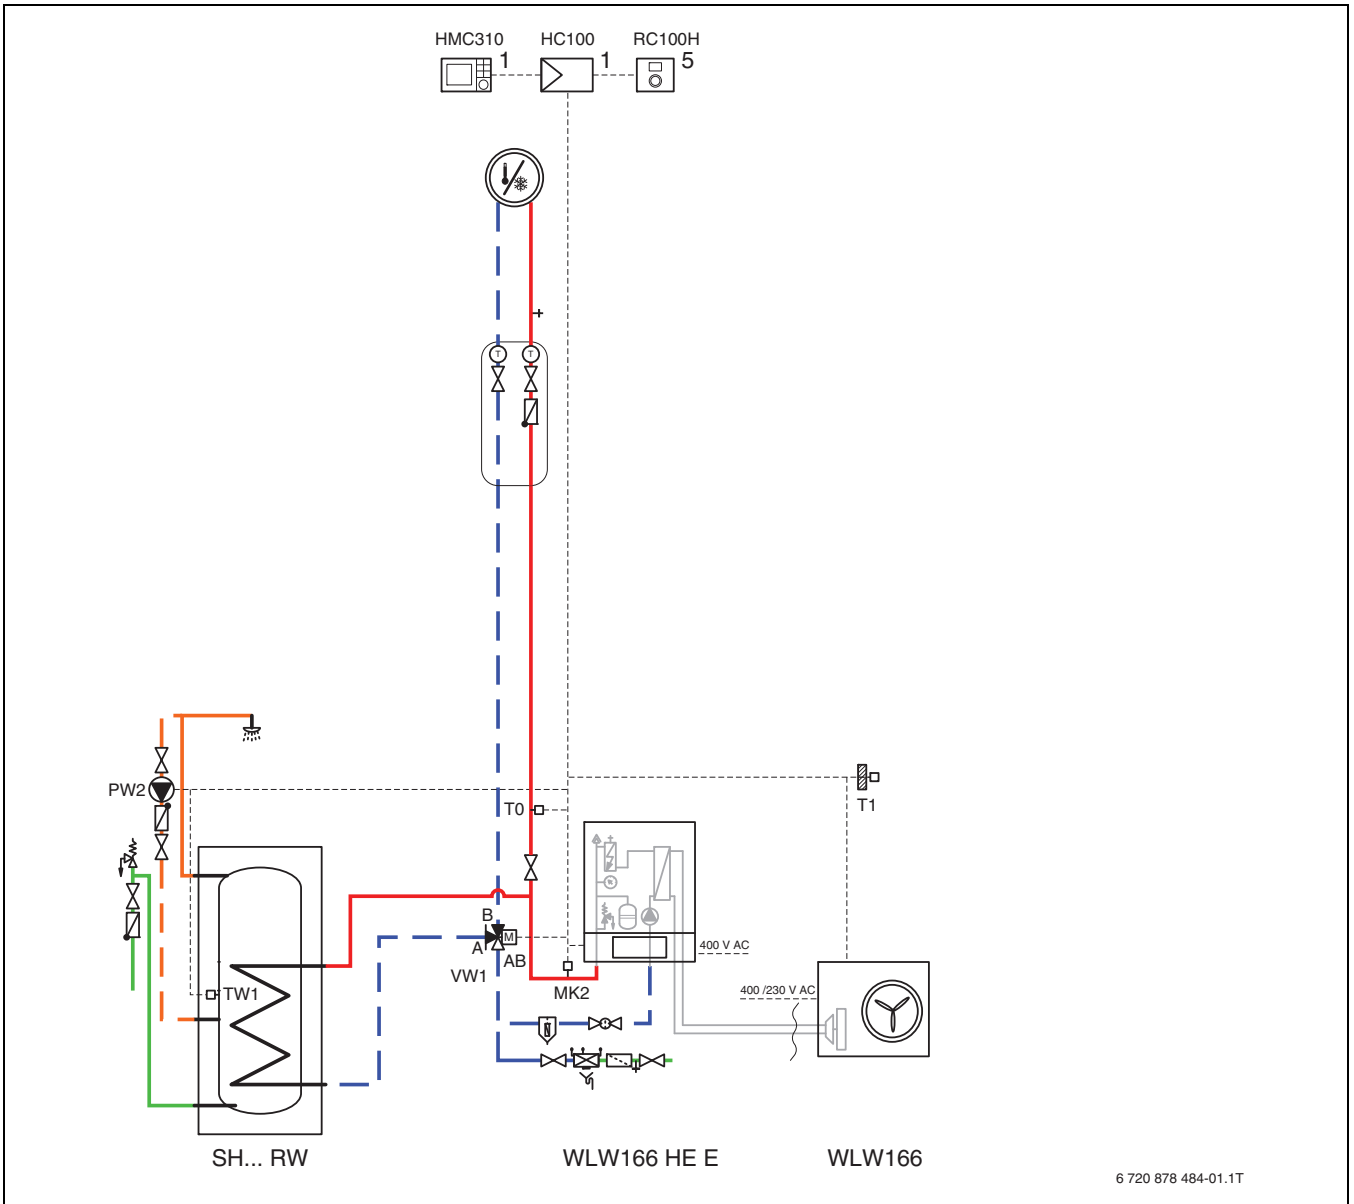 HMC310 HC100 RC100H
1 1 5
T T
PW2
T0
T1
B
A
M
AB
VW1
MK2
400 V AC
400 /230 V AC
TW1
SH... RW
WLW166 HE E
WLW166
6 720 878 484-01.1T